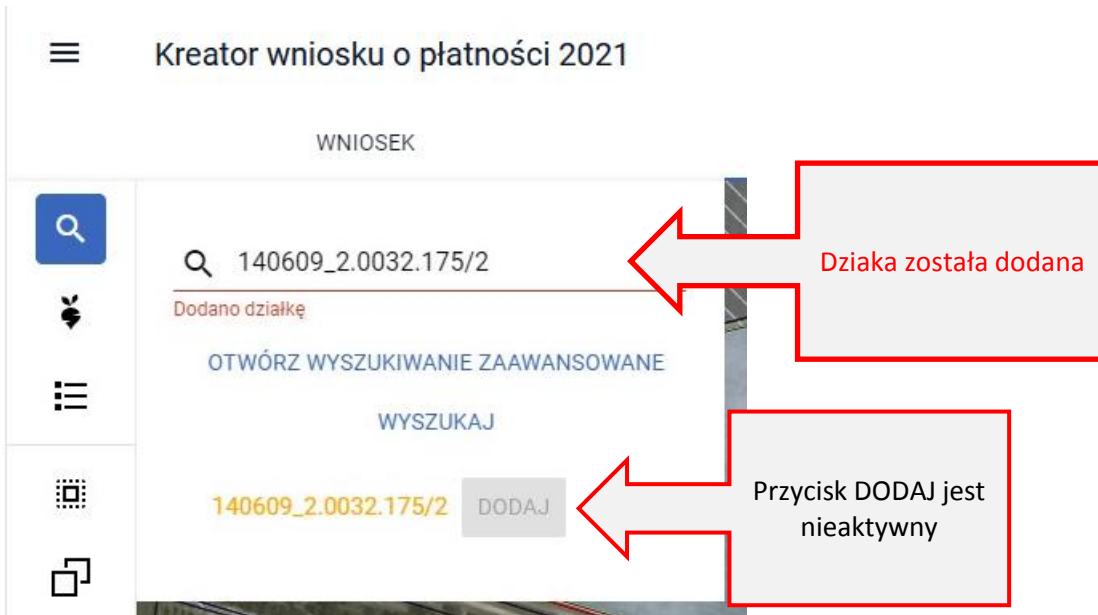 Kreator wniosku o płatności 2021
WNIOSEK
140609_2.0032.175/2
Dziaka została dodana
Dodano działkę
OTWÓRZ WYSZUKIWANIE ZAAWANSOWANE
WYSZUKAJ
140609_2.0032.175/2 DODAJ
Przycisk DODAJ jest
nieaktywny